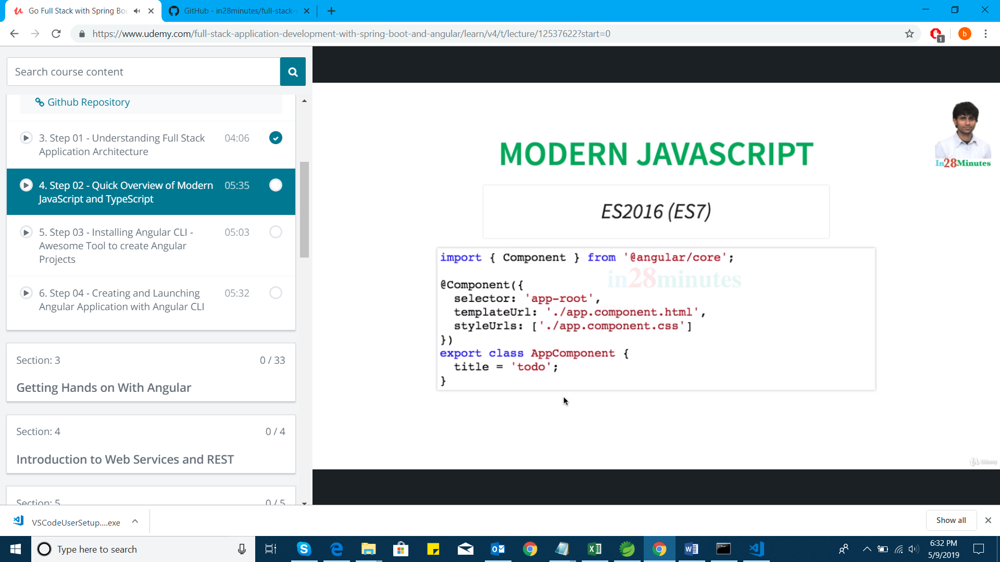 Go Full Stack with Spring Boo
GitHub - in28minutes/full-stack-
https://www.udemy.com/full-stack-application-development-with-spring-boot-and-angular/learn/v4/t/lecture/12537622?start=0
1
b
Search course content
Github Repository
3. Step 01 - Understanding Full Stack
Application Architecture
04:06
4. Step 02 - Quick Overview of Modern
JavaScript and TypeScript
05:35
5. Step 03 - Installing Angular CLI -
Awesome Tool to create Angular
Projects
05:03
6. Step 04 - Creating and Launching
Angular Application with Angular CLI
05:32
Section: 3
0 / 33
Getting Hands on With Angular
Section: 4
0 / 4
Introduction to Web Services and REST
Section: 5
0 / 5
MODERN JAVASCRIPT
In28Minutes
ES2016 (ES7)
import { Component } from '@angular/core';
in28minutes
@Component({
selector: 'app-root',
templateUrl: './app.component.html',
styleUrls: ['./app.component.css']
})
export class AppComponent {
title = 'todo';
}
Udemy
VSCodeUserSetup....exe
Show all
Type here to search
6:32 PM
5/9/2019